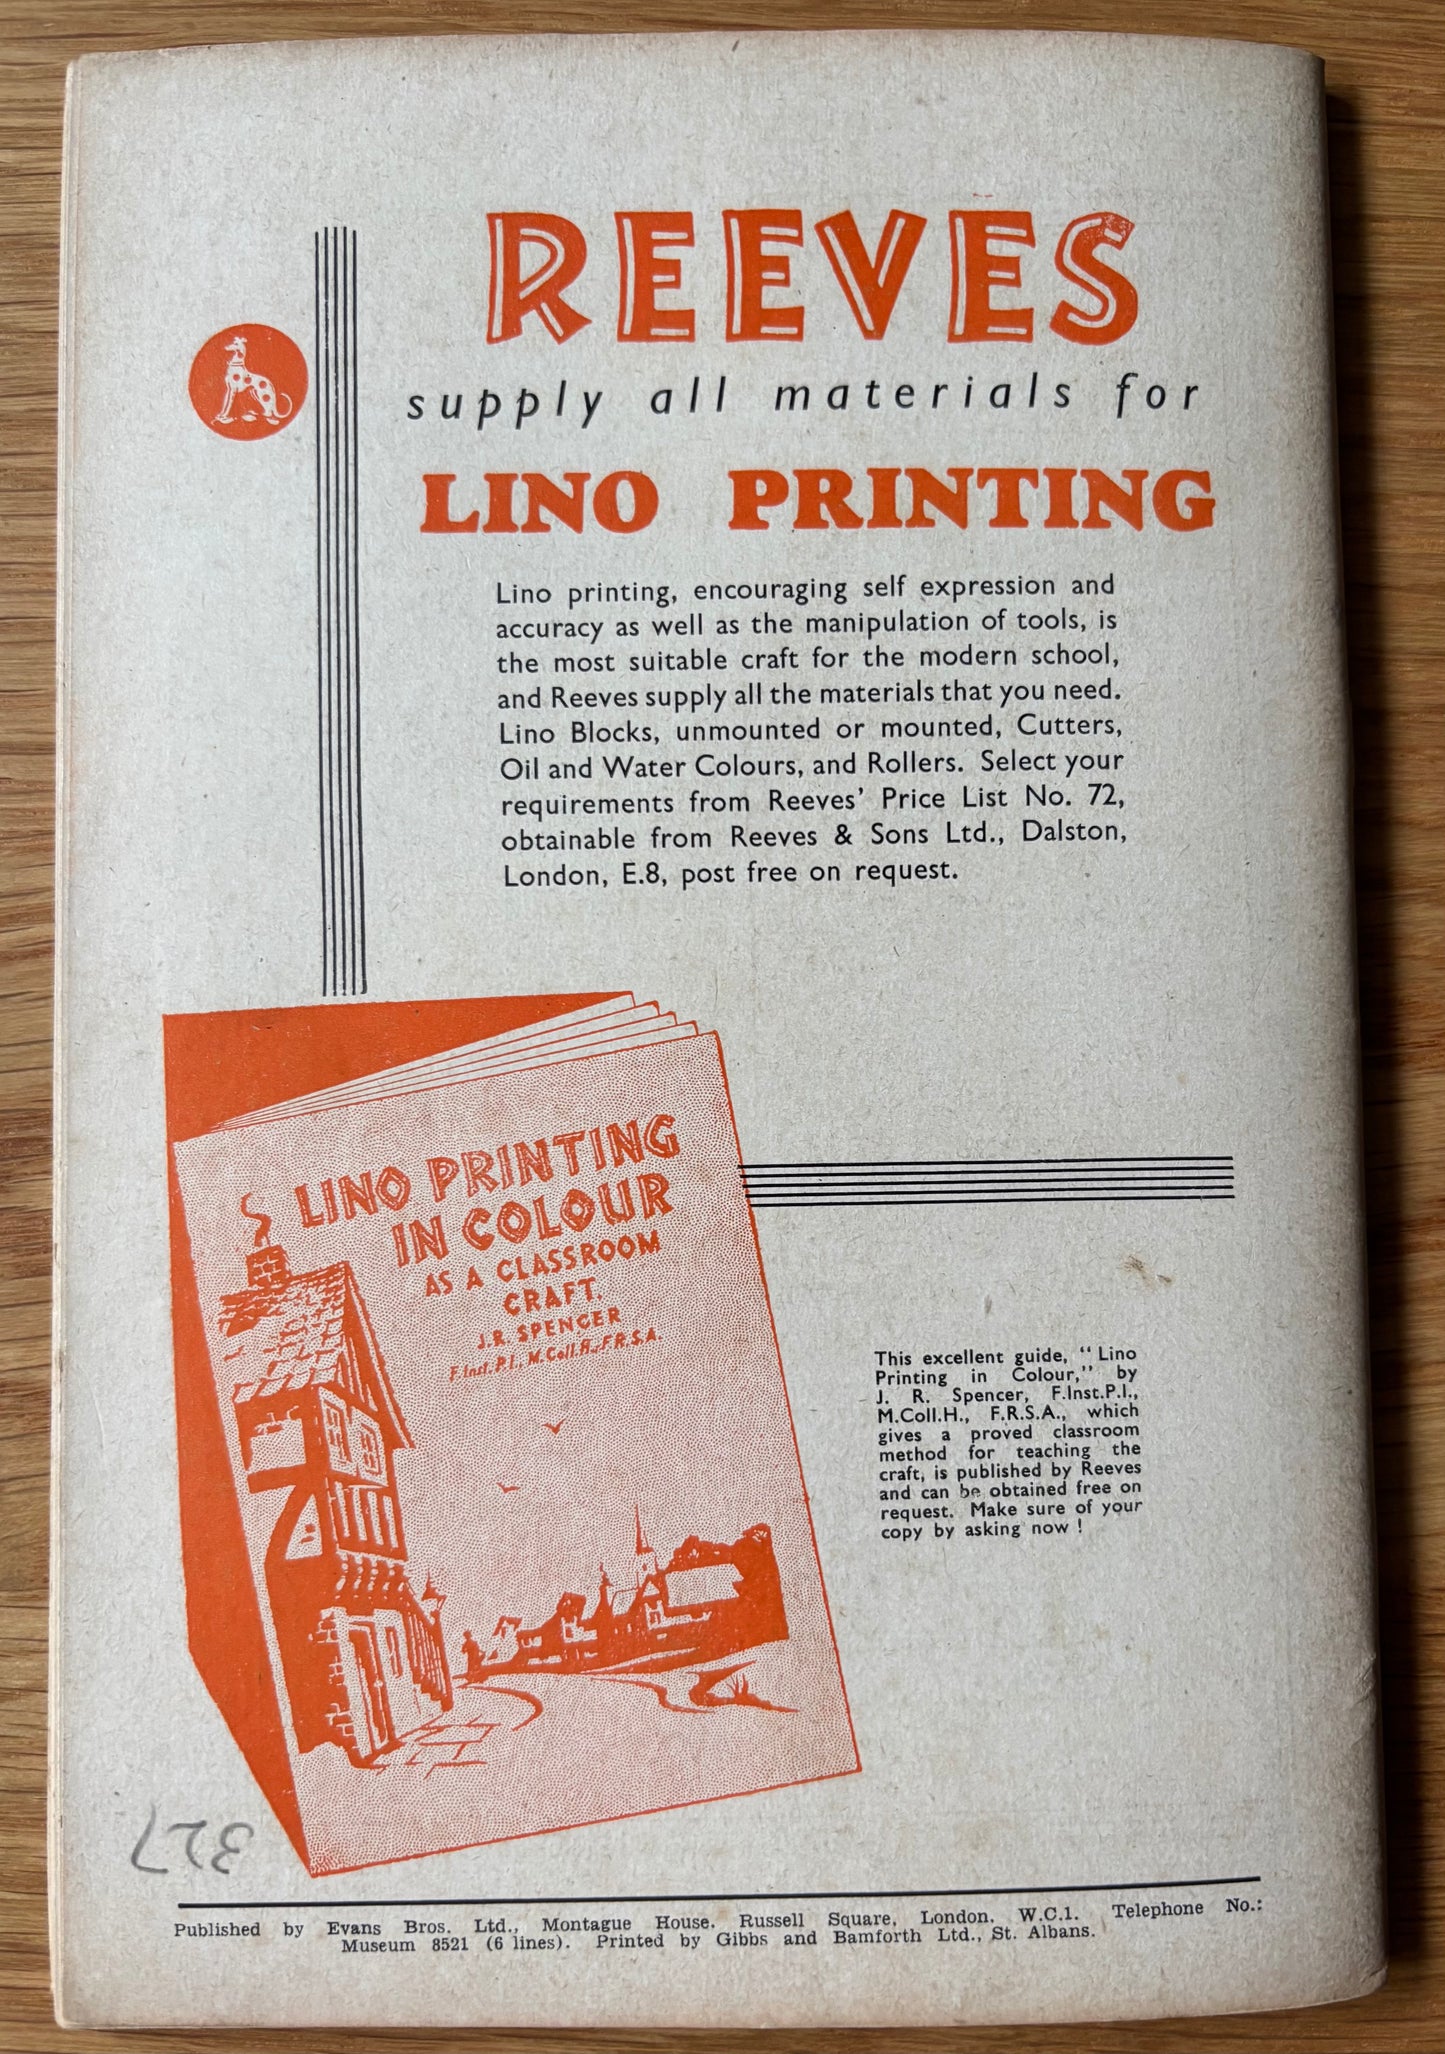 REEVES
supply all materials for
LINO PRINTING
Lino printing, encouraging self expression and
accuracy as well as the manipulation of tools, is
the most suitable craft for the modern school,
and Reeves supply all the materials that you need.
Lino Blocks, unmounted or mounted, Cutters,
Oil and Water Colours, and Rollers. Select your
requirements from Reeves’ Price List No. 72,
obtainable from Reeves & Sons Ltd., Dalston,
London, E.8, post free on request.
LINO PRINTING
IN COLOUR
AS A CLASSROOM
CRAFT.
J.R. SPENCER
F.Inst.P.I., M.Coll.H., F.R.S.A.
This excellent guide, “Lino
Printing in Colour,” by
J. R. Spencer, F.Inst.P.I.,
M.Coll.H., F.R.S.A., which
gives a proved classroom
method for teaching the
craft, is published by Reeves
and can be obtained free on
request. Make sure of your
copy by asking now !
327
Published by Evans Bros. Ltd., Montague House, Russell Square, London, W.C.1. Telephone No.:
Museum 8521 (6 lines). Printed by Gibbs and Bamforth Ltd., St. Albans.